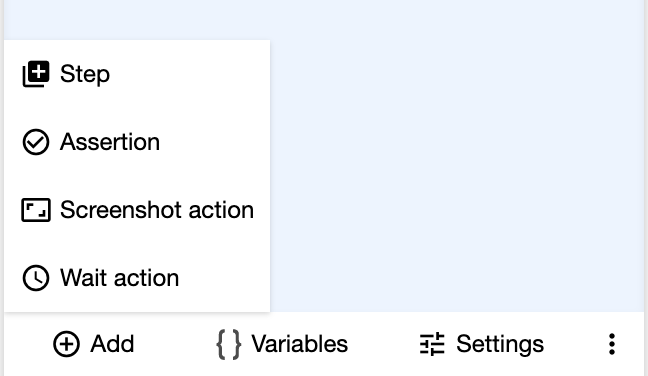 Step
Assertion
Screenshot action
Wait action
Add
{ } Variables
Settings